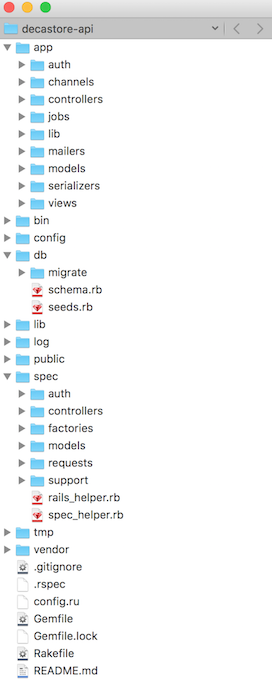 decastore-api
app
auth
channels
controllers
jobs
lib
mailers
models
serializers
views
bin
config
db
migrate
schema.rb
seeds.rb
lib
log
public
spec
auth
controllers
factories
models
requests
support
rails_helper.rb
spec_helper.rb
tmp
vendor
.gitignore
.rspec
config.ru
Gemfile
Gemfile.lock
Rakefile
README.md